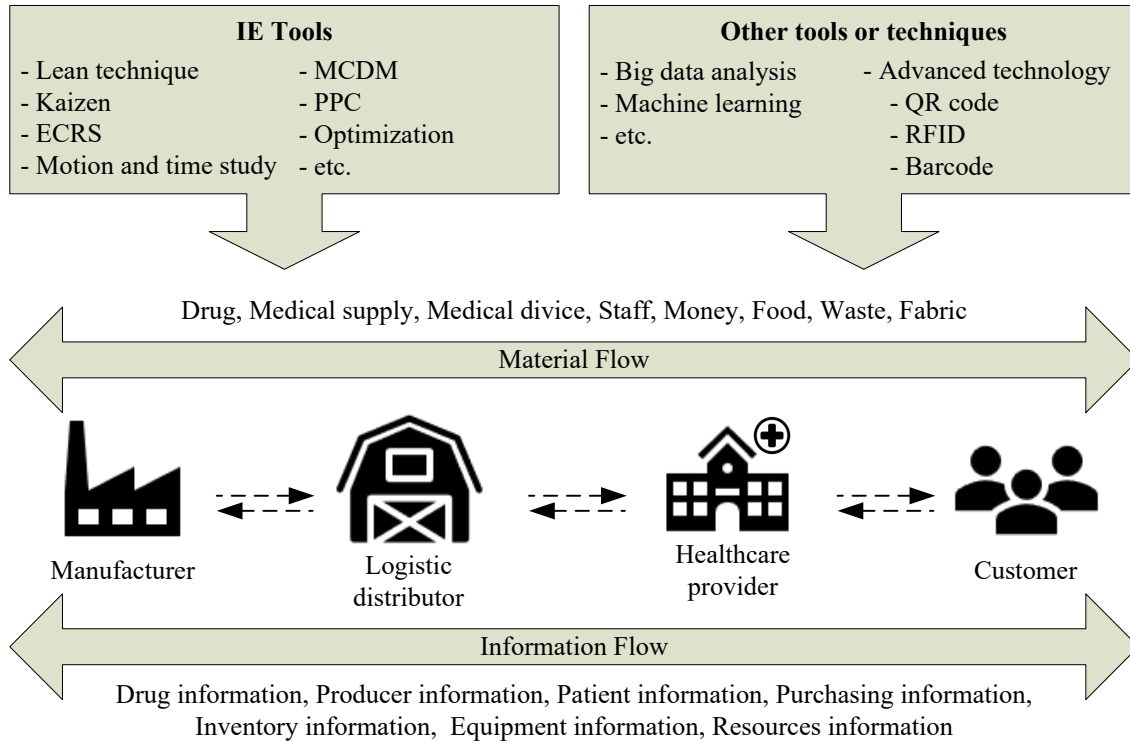 IE Tools
- Lean technique
- Kaizen
- ECRS
- Motion and time study
- MCDM
- PPC
- Optimization
- etc.
Other tools or techniques
- Big data analysis
- Machine learning
- etc.
- Advanced technology
- QR code
- RFID
- Barcode
Drug, Medical supply, Medical divice, Staff, Money, Food, Waste, Fabric
Material Flow
Manufacturer
Logistic
distributor
Healthcare
provider
Customer
Information Flow
Drug information, Producer information, Patient information, Purchasing information,
Inventory information, Equipment information, Resources information